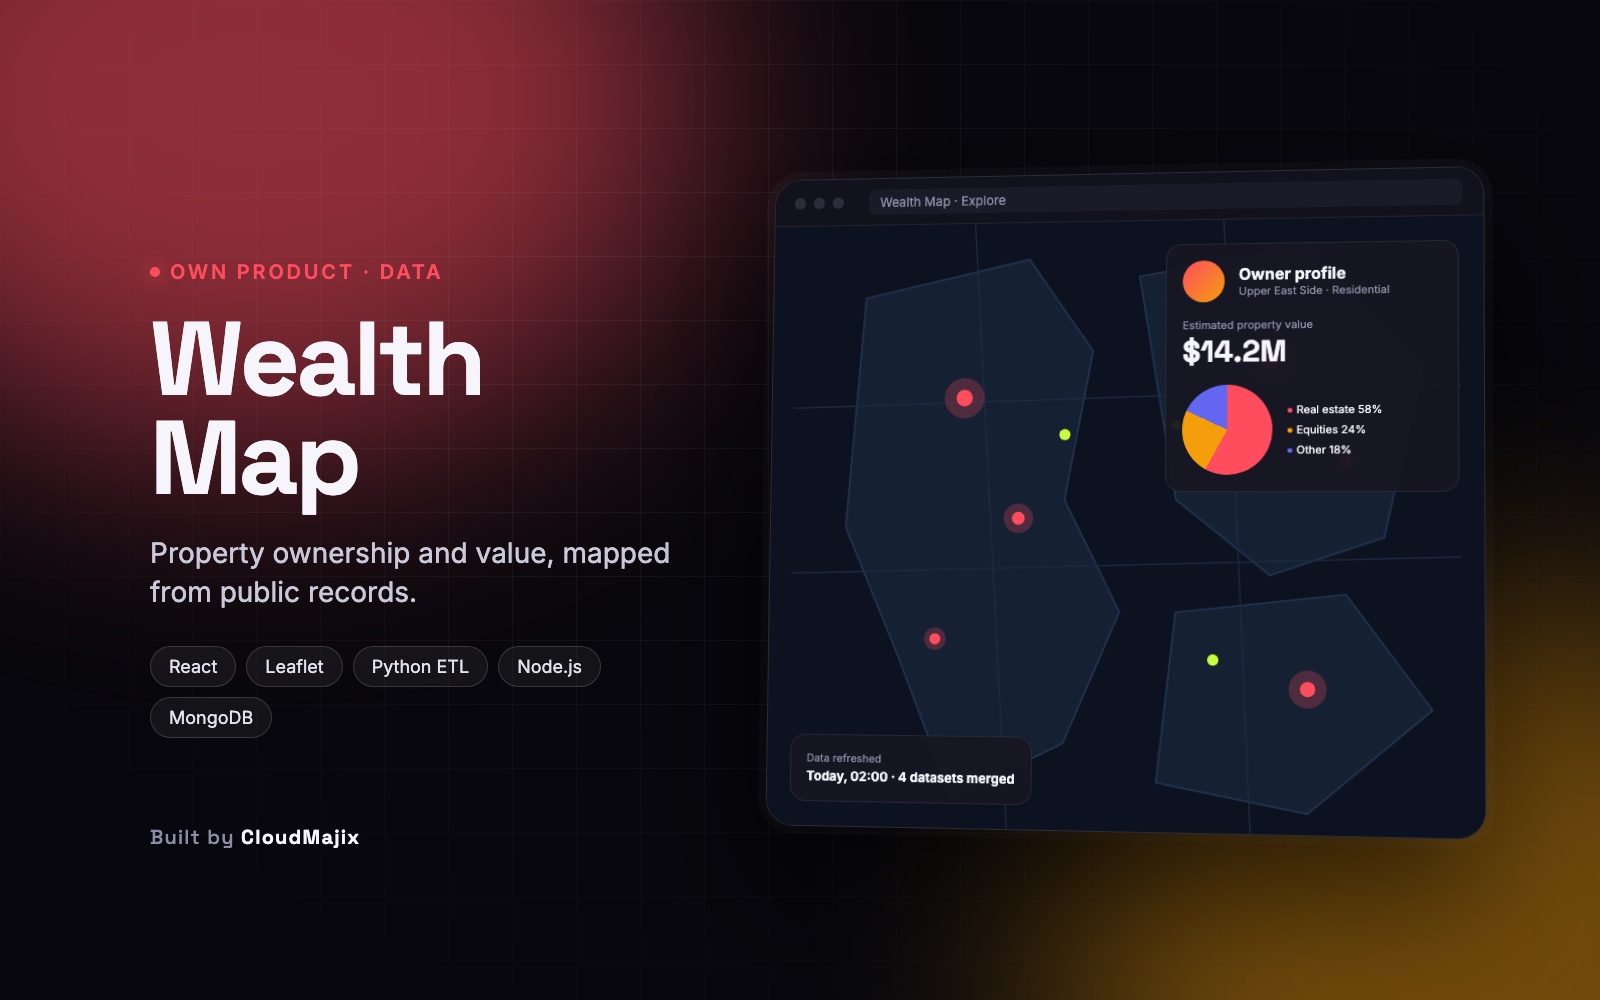 OWN PRODUCT · DATA
Wealth
Map
Property ownership and value, mapped
from public records.
React
Leaflet
Python ETL
Node.js
MongoDB
Built by CloudMajix
Wealth Map · Explore
Owner profile
Upper East Side · Residential
Estimated property value
$14.2M
Real estate 58%
Equities 24%
Other 18%
Data refreshed
Today, 02:00 · 4 datasets merged